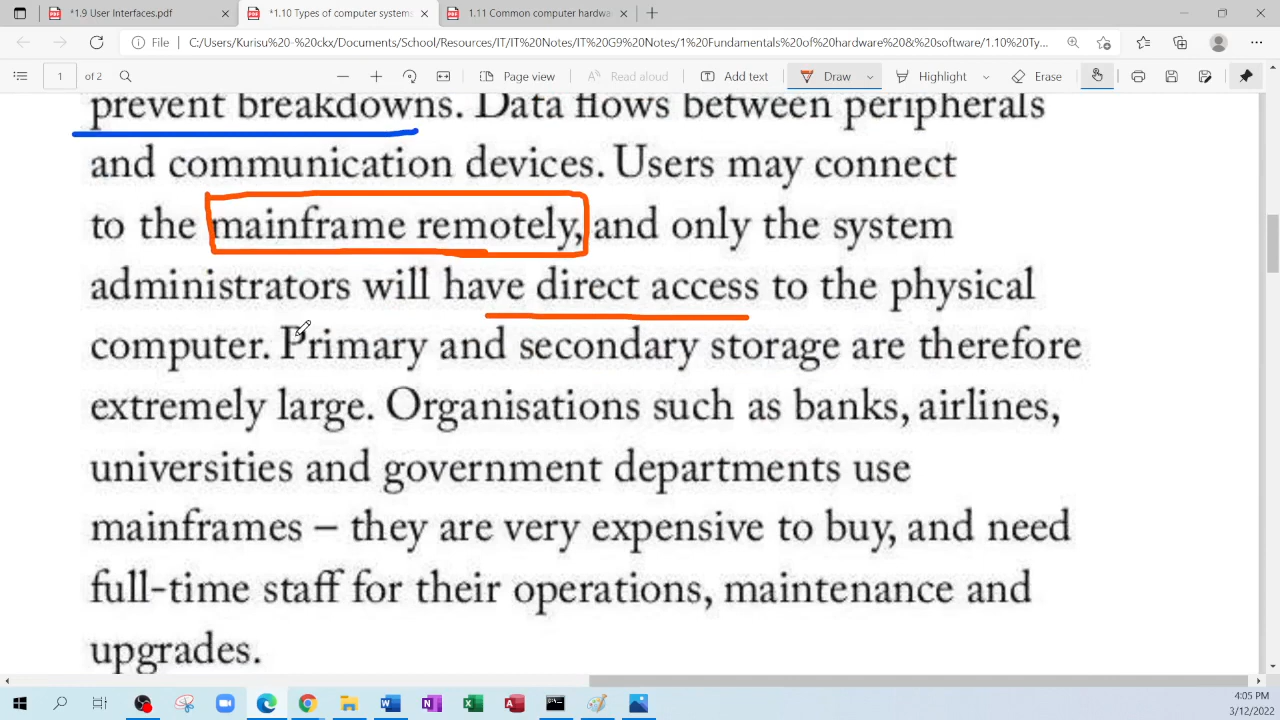 *1.9 User Interfaces.pdf
*1.10 Types of computer system
1.11 Common computer hardwa
File
C:/Users/Kurisu%20-%20ckx/Documents/School/Resources/IT/IT%20Notes/IT%20G9%20Notes/1%20Fundamentals%20of%20hardware%20&%20software/1.10%20Ty...
1
of 2
Page view
Read aloud
Add text
Draw
Highlight
Erase
prevent breakdowns. Data flows between peripherals
and communication devices. Users may connect
to the mainframe remotely, and only the system
administrators will have direct access to the physical
computer. Primary and secondary storage are therefore
extremely large. Organisations such as banks, airlines,
universities and government departments use
mainframes – they are very expensive to buy, and need
full-time staff for their operations, maintenance and
upgrades.
4:05 PM
3/12/2022